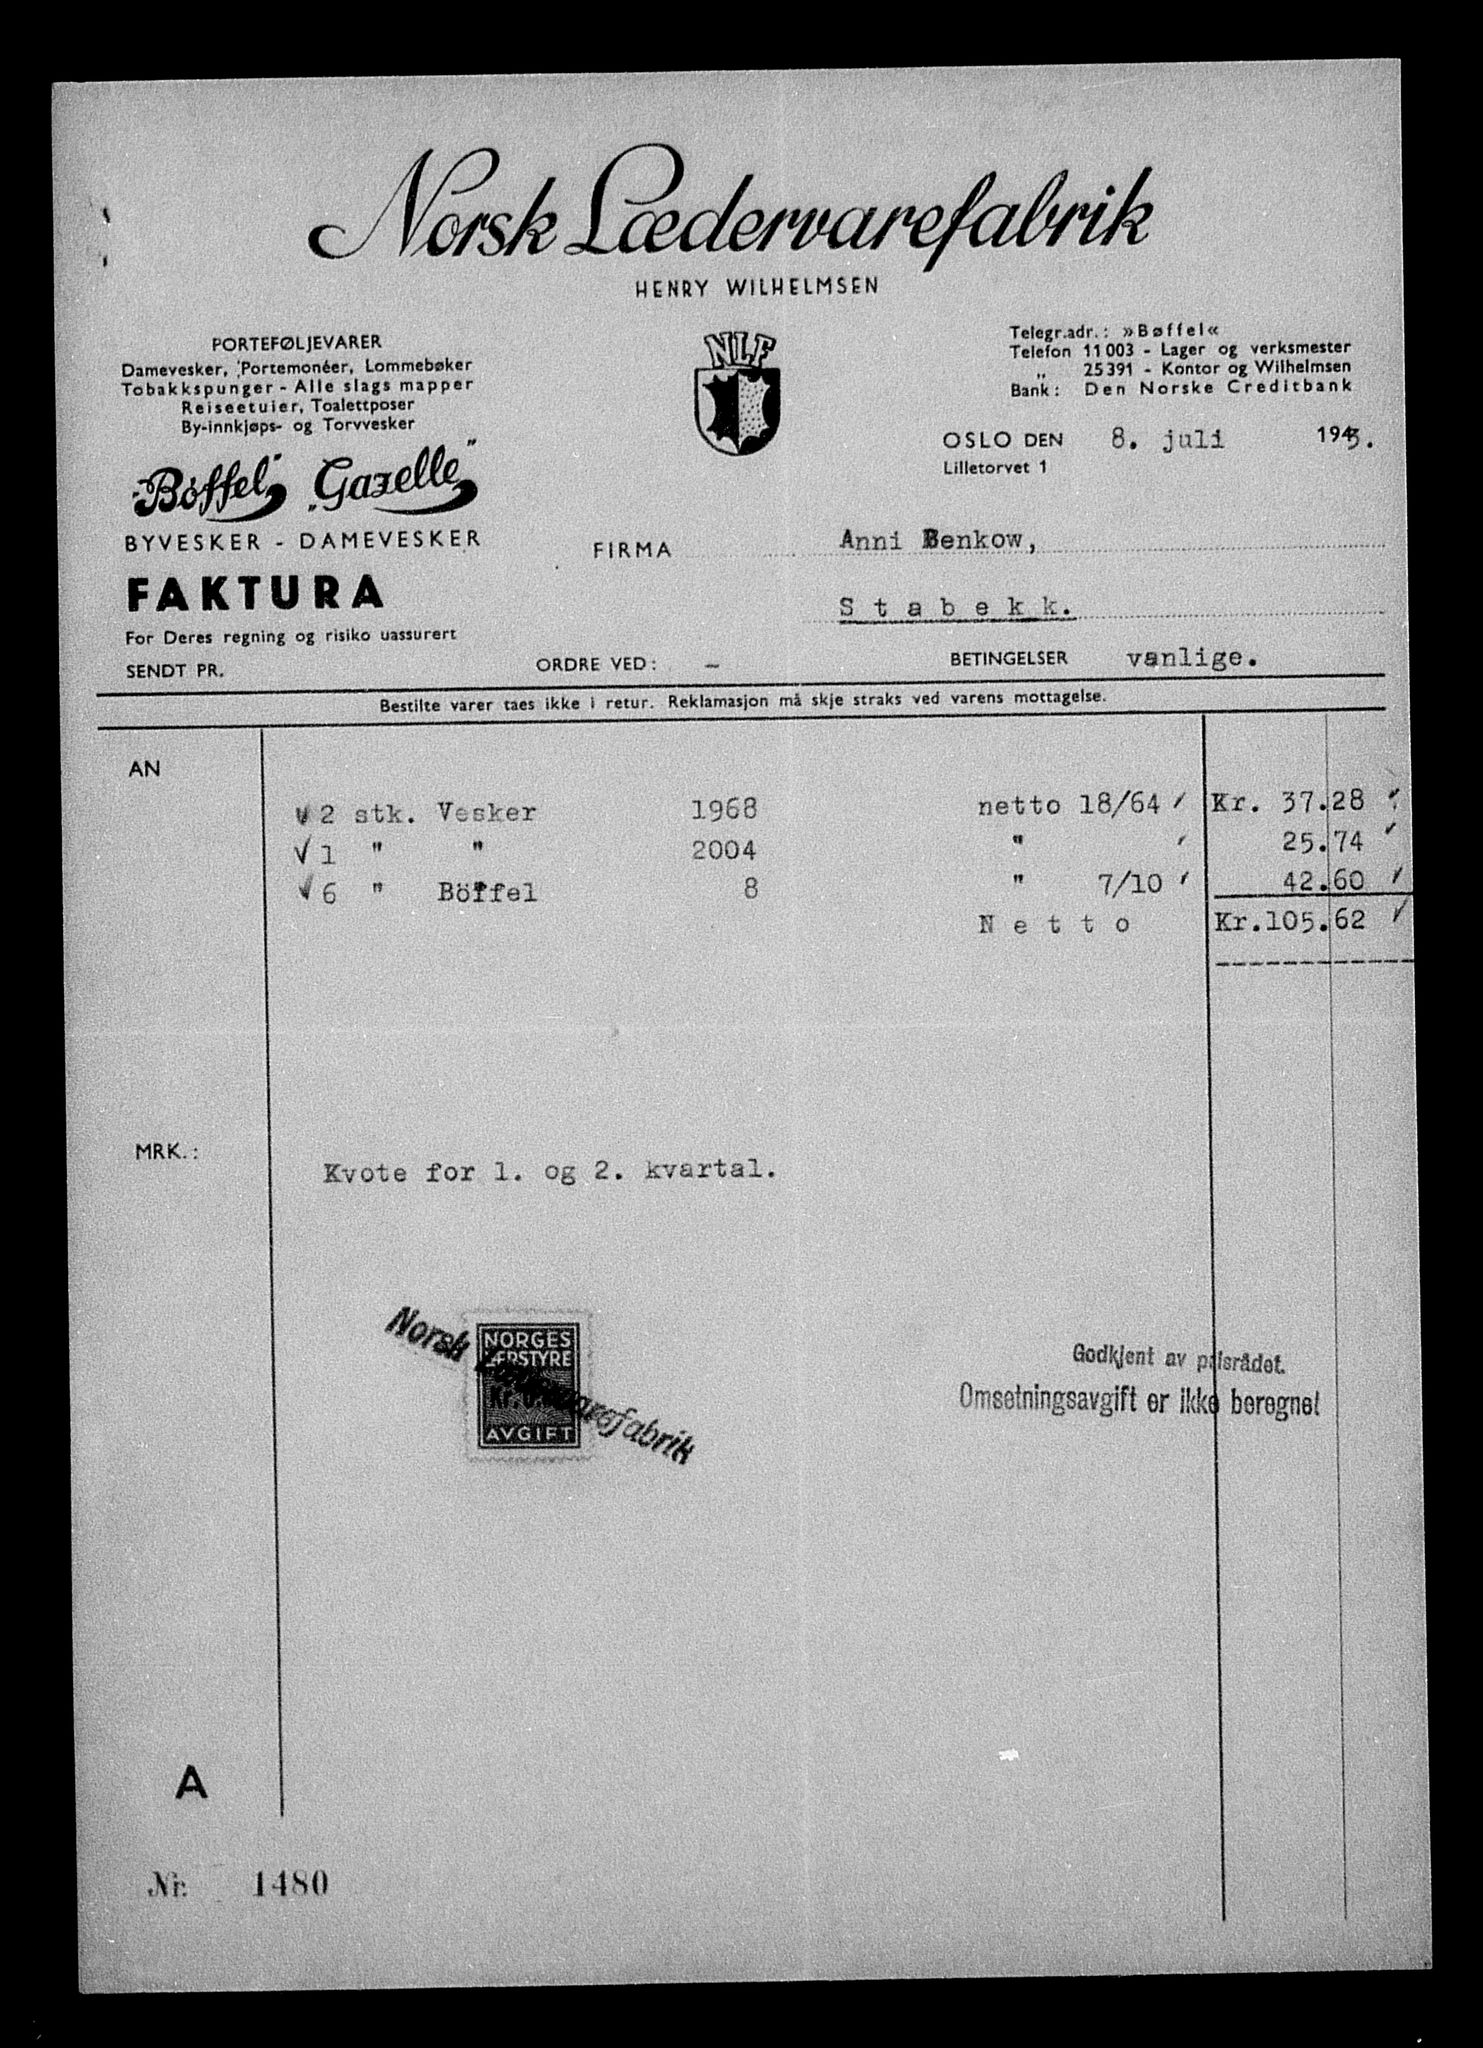 Norsk Lædervarefabrik
HENRY WILHELMSEN
PORTEFØLJEVARER
Damevesker, Portemonéer, Lommebøker
Tobakkspunger - Alle slags mapper
Reiseetuier, Toalettposer
By-innkjøps- og Torvvesker
"Bøffel" „Gazelle"
BYVESKER - DAMEVESKER
NLF
Telegr.adr.: »Bøffel«
Telefon 11003 - Lager og verksmester
„ 25391 - Kontor og Wilhelmsen
Bank: Den Norske Creditbank
OSLO DEN 8. juli 1943.
Lilletorvet 1
FIRMA Anni Benkow,
Stabekk.
FAKTURA
For Deres regning og risiko uassurert
SENDT PR. ORDRE VED: - BETINGELSER vanlige.
Bestilte varer taes ikke i retur. Reklamasjon må skje straks ved varens mottagelse.
AN
√ 2 stk. Vesker 1968 netto 18/64 Kr. 37.28
√ 1 " " 2004 " 25.74
√ 6 " Böffel 8 " 7/10 42.60
Netto Kr.105.62
MRK.:
Kvote for 1. og 2. kvartal.
Norsk Lædervarefabrik
NORGES
AVGIFT
Godkjent av prisrådet.
Omsetningsavgift er ikke beregnet
A
Nr. 1480